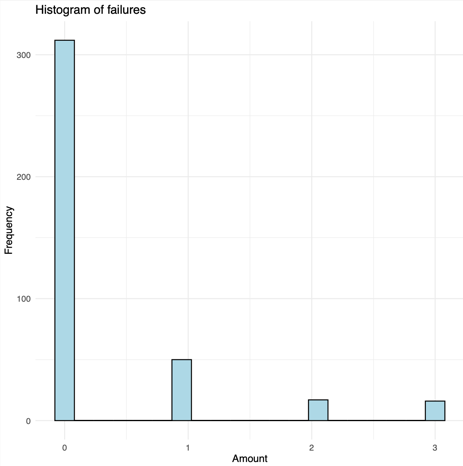 Histogram of failures
300
200
100
0
Frequency
0 1 2 3
Amount